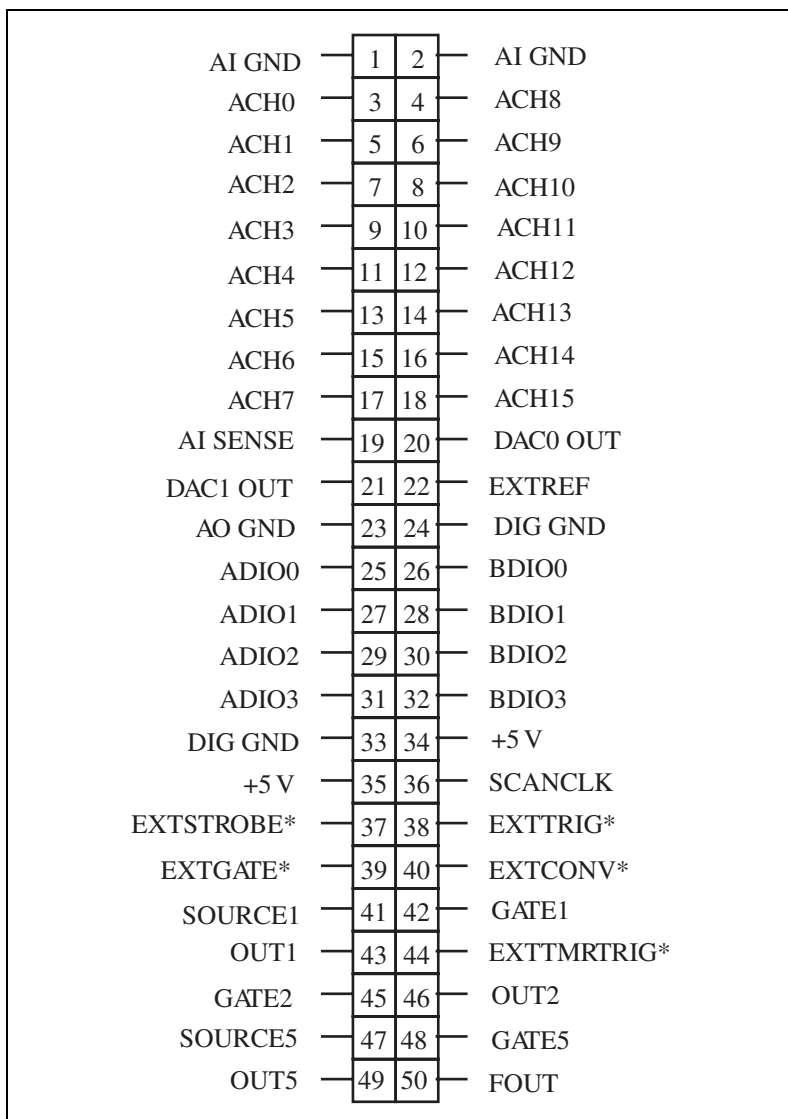 AI GND 1 2 AI GND
ACH0 3 4 ACH8
ACH1 5 6 ACH9
ACH2 7 8 ACH10
ACH3 9 10 ACH11
ACH4 11 12 ACH12
ACH5 13 14 ACH13
ACH6 15 16 ACH14
ACH7 17 18 ACH15
AI SENSE 19 20 DAC0 OUT
DAC1 OUT 21 22 EXTREF
AO GND 23 24 DIG GND
ADIO0 25 26 BDIO0
ADIO1 27 28 BDIO1
ADIO2 29 30 BDIO2
ADIO3 31 32 BDIO3
DIG GND 33 34 +5 V
+5 V 35 36 SCANCLK
EXTSTROBE* 37 38 EXTTRIG*
EXTGATE* 39 40 EXTCONV*
SOURCE1 41 42 GATE1
OUT1 43 44 EXTTMRTRIG*
GATE2 45 46 OUT2
SOURCE5 47 48 GATE5
OUT5 49 50 FOUT